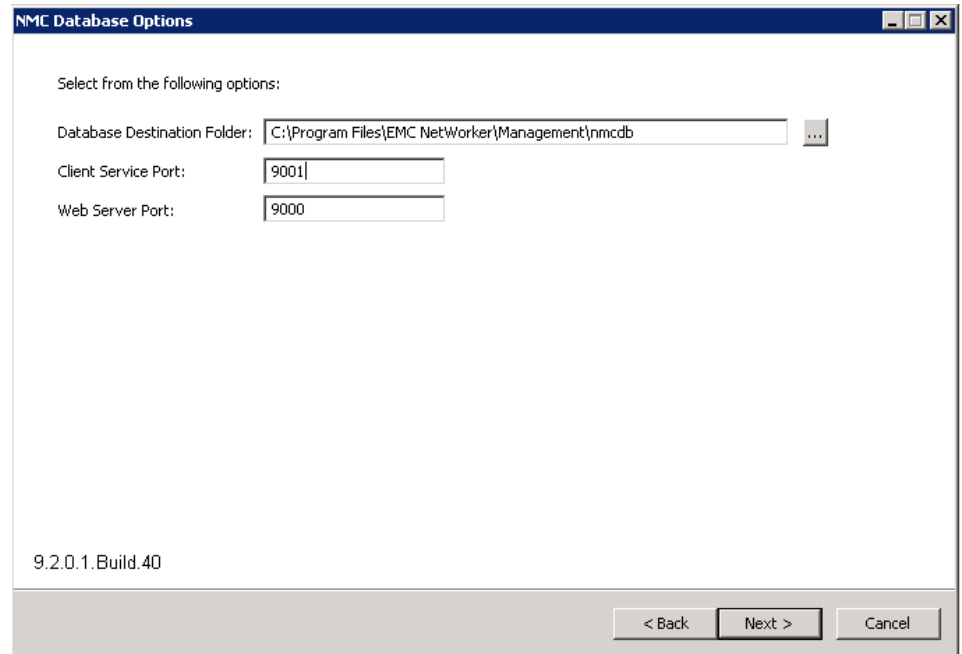 NMC Database Options
Select from the following options:
Database Destination Folder: C:\Program Files\EMC NetWorker\Management\nmcdb ...
Client Service Port: 9001
Web Server Port: 9000
9.2.0.1.Build.40
< Back Next > Cancel